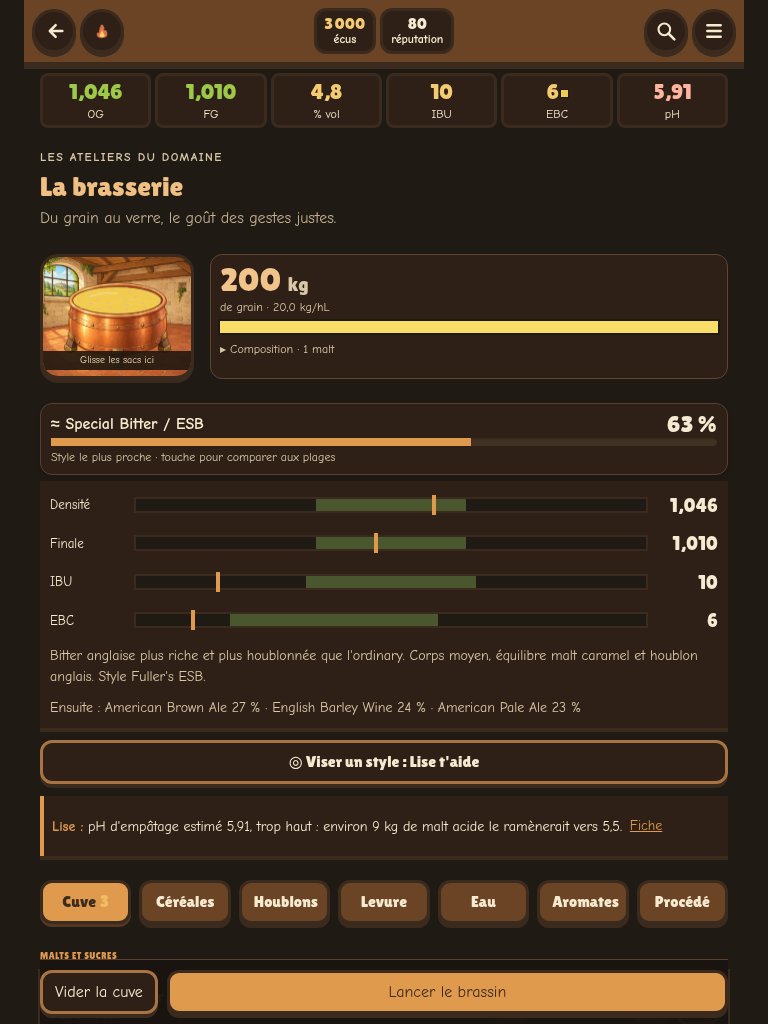 3 000
écus
80
réputation
1,046
OG
1,010
FG
4,8
% vol
10
IBU
6
EBC
5,91
pH
LES ATELIERS DU DOMAINE
La brasserie
Du grain au verre, le goût des gestes justes.
Glisse les sacs ici
200 kg
de grain · 20,0 kg/hL
▸ Composition · 1 malt
≈ Special Bitter / ESB
63 %
Style le plus proche · touche pour comparer aux plages
Densité
1,046
Finale
1,010
IBU
10
EBC
6
Bitter anglaise plus riche et plus houblonnée que l'ordinary. Corps moyen, équilibre malt caramel et houblon
anglais. Style Fuller's ESB.
Ensuite : American Brown Ale 27 % · English Barley Wine 24 % · American Pale Ale 23 %
◎ Viser un style : Lise t'aide
Lise : pH d'empâtage estimé 5,91, trop haut : environ 9 kg de malt acide le ramènerait vers 5,5. Fiche
Cuve 3
Céréales
Houblons
Levure
Eau
Aromates
Procédé
MALTS ET SUCRES
Vider la cuve
Lancer le brassin